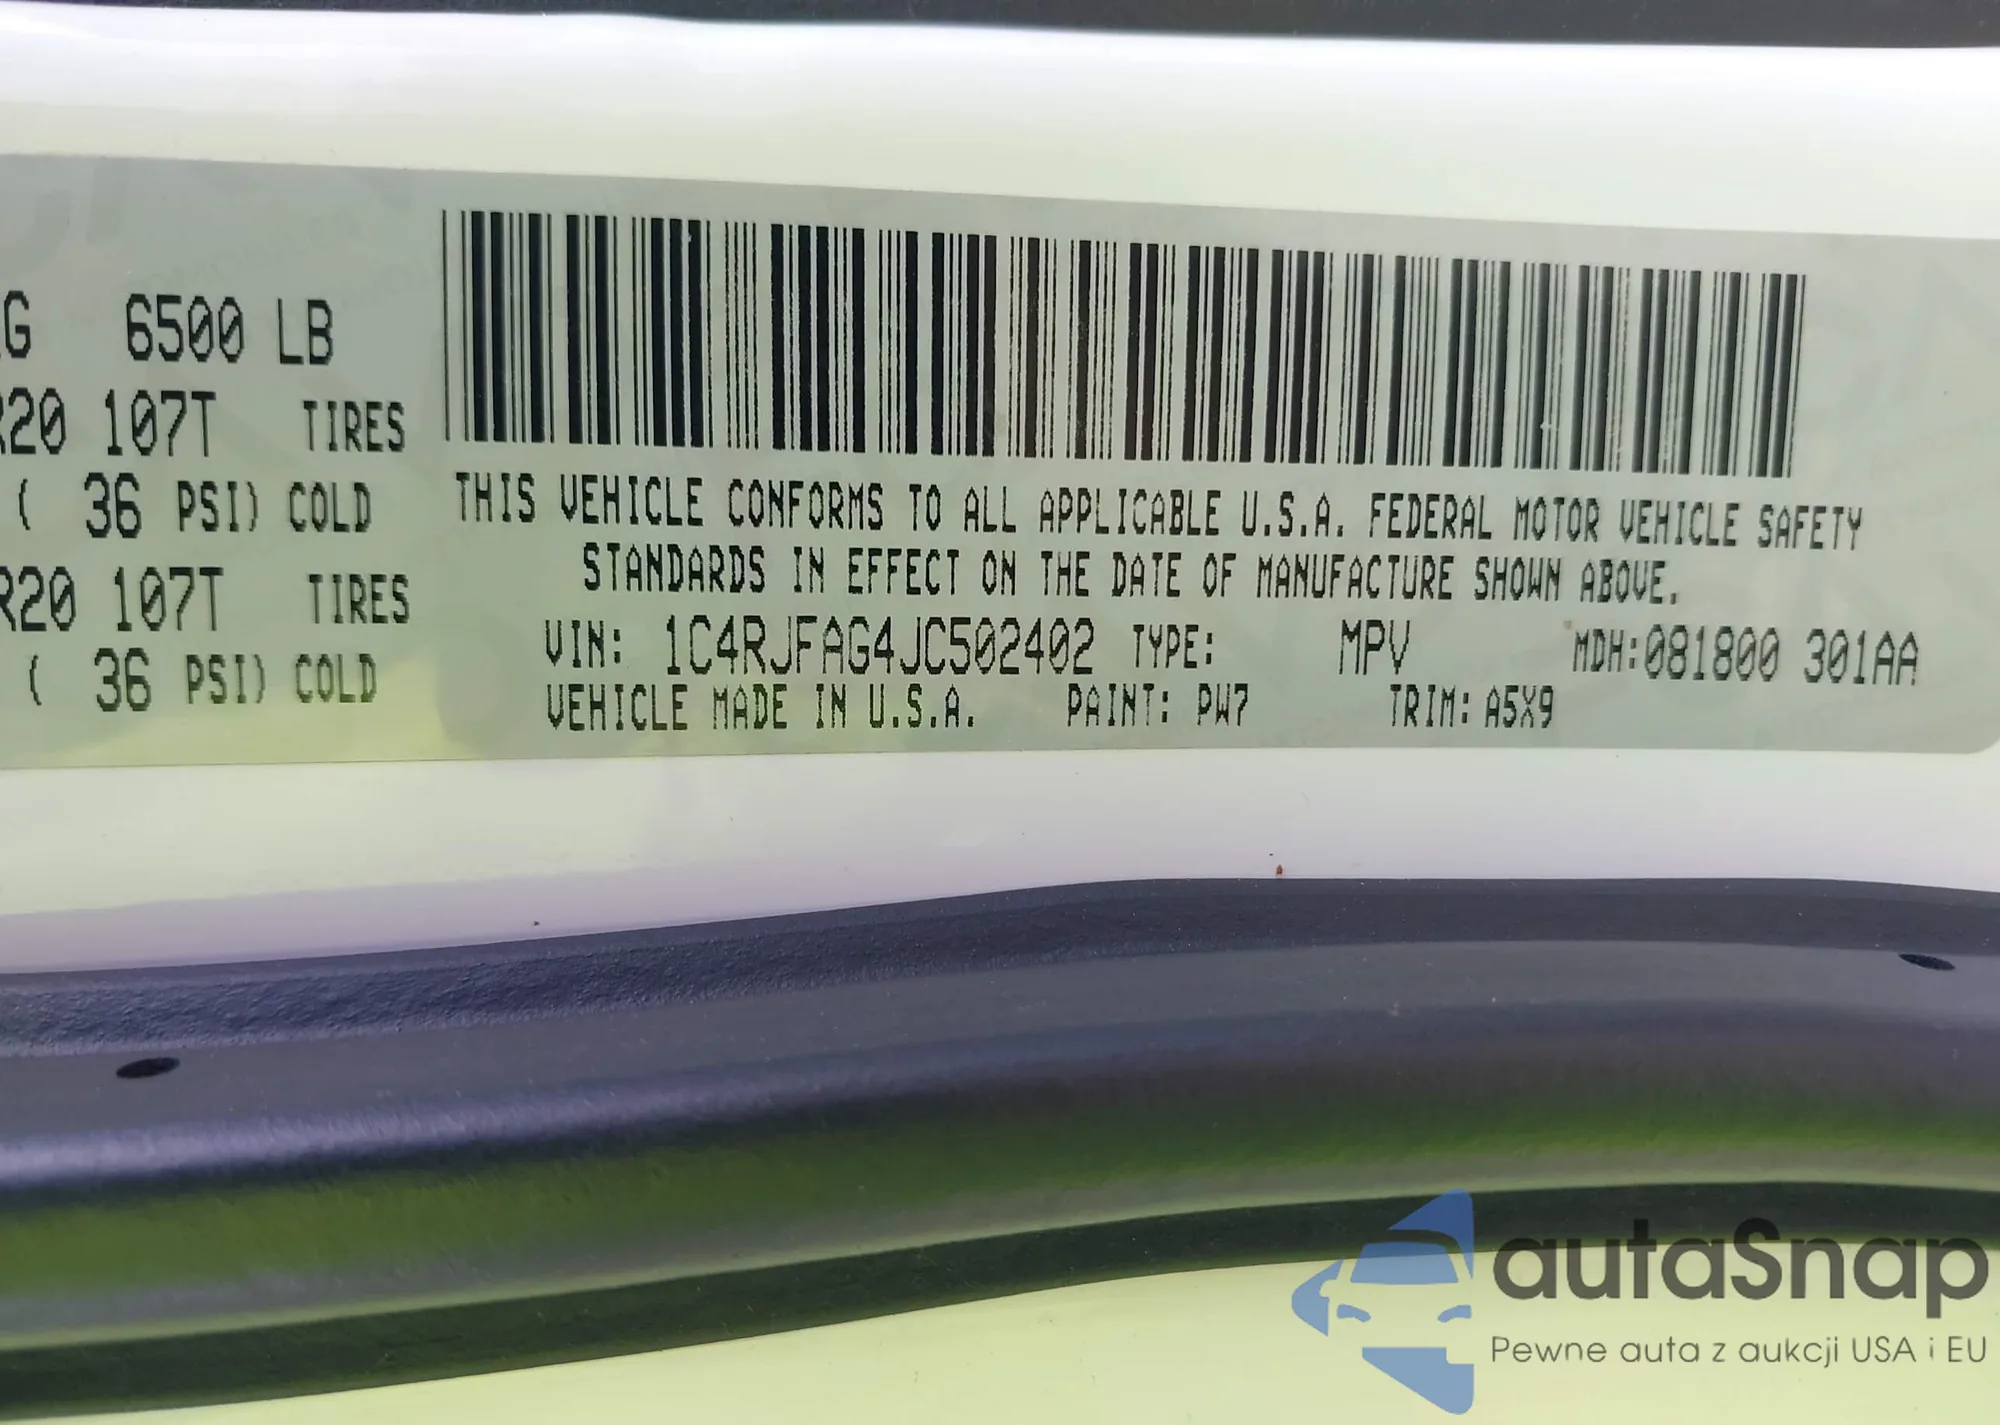 G 6500 LB
R20 107T TIRES
( 36 PSI) COLD
R20 107T TIRES
( 36 PSI) COLD
THIS VEHICLE CONFORMS TO ALL APPLICABLE U.S.A. FEDERAL MOTOR VEHICLE SAFETY
STANDARDS IN EFFECT ON THE DATE OF MANUFACTURE SHOWN ABOVE.
VIN: 1C4RJFAG4JC502402 TYPE: MPV MDH:081800 301AA
VEHICLE MADE IN U.S.A. PAINT: PW7 TRIM: A5X9
autaSnap
Pewne auta z aukcji USA i EU